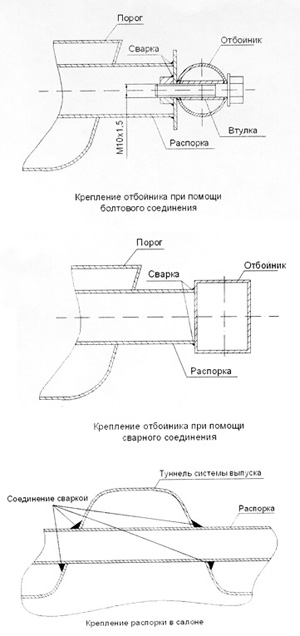 Порог
Сварка
Отбойник
М10х1,5
Втулка
Распорка
Крепление отбойника при помощи
болтового соединения
Порог
Сварка
Отбойник
Распорка
Крепление отбойника при помощи
сварного соединения
Туннель системы выпуска
Соединение сваркой
Распорка
Крепление распорки в салоне